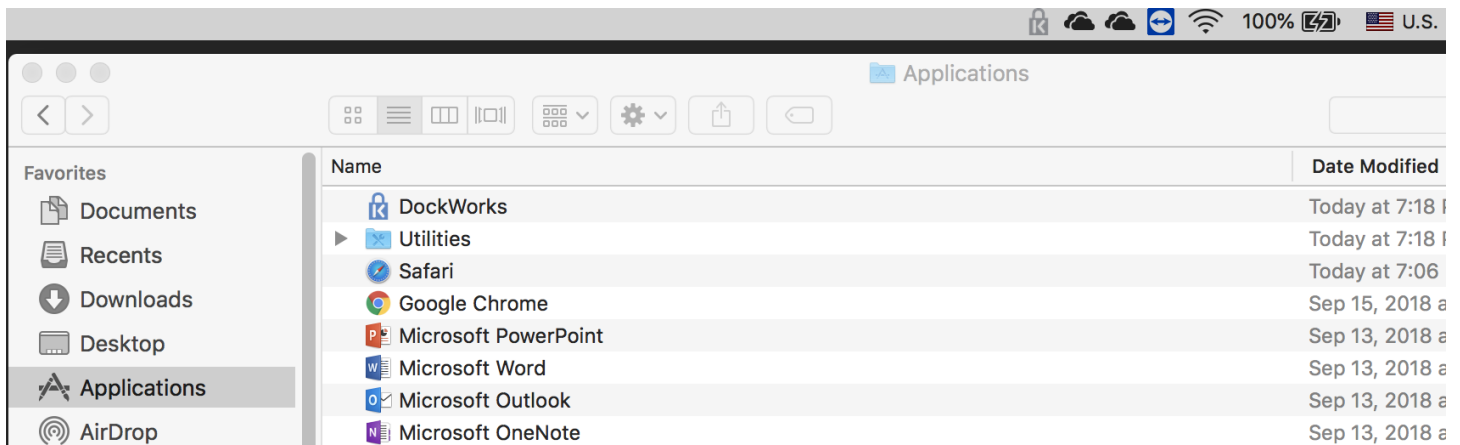 100% U.S.
Applications
Name Date Modified
Favorites
DockWorks Today at 7:18
Documents
Utilities Today at 7:18
Recents
Safari Today at 7:06
Downloads
Google Chrome Sep 15, 2018 a
Desktop
Microsoft PowerPoint Sep 13, 2018 a
Applications
Microsoft Word Sep 13, 2018 a
Microsoft Outlook Sep 13, 2018 a
AirDrop
Microsoft OneNote Sep 13, 2018 a